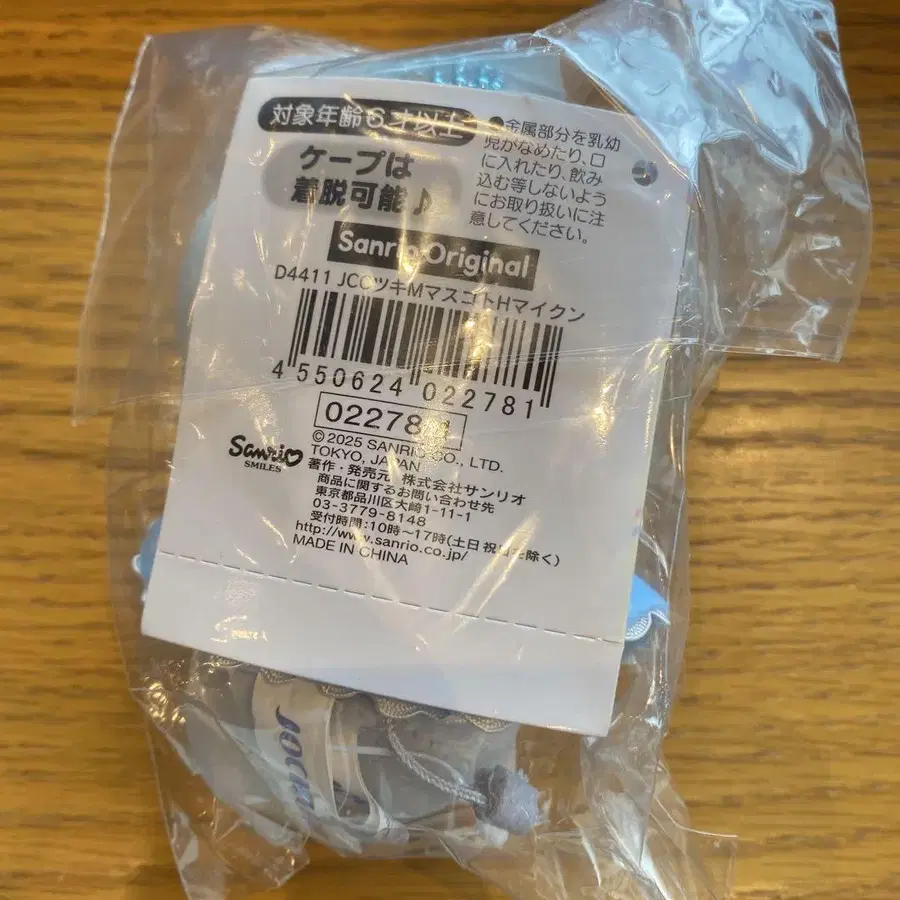 対象年齢6才以上
ケープは
着脱可能♪
●金属部分を乳幼
児がなめたり、口
に入れたり、飲み
込む等しないよう
にお取り扱いに注
意してください。
Sanrio Original
D4411 JCCツキMマスコトHマイクン
4 550624 022781
02278
© 2025 SANRIO CO., LTD.
TOKYO, JAPAN
Sanrio
SMILES
著作・発売元 株式会社サンリオ
商品に関するお問い合わせ先
東京都品川区大崎1-11-1
03-3779-8148
受付時間:10時~17時(土日 祝日を除く)
http://www.sanrio.co.jp/
MADE IN CHINA